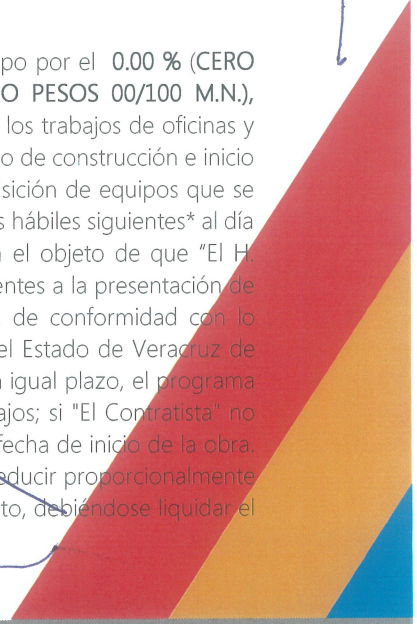 po por el 0.00 % (CERO
O PESOS 00/100 M.N.),
los trabajos de oficinas y
o de construcción e inicio
sición de equipos que se
s hábiles siguientes* al día
el objeto de que "El H.
entes a la presentación de
de conformidad con lo
el Estado de Veracruz de
igual plazo, el programa
ajos; si "El Contratista" no
fecha de inicio de la obra.
educir proporcionalmente
to, debiéndose liquidar el